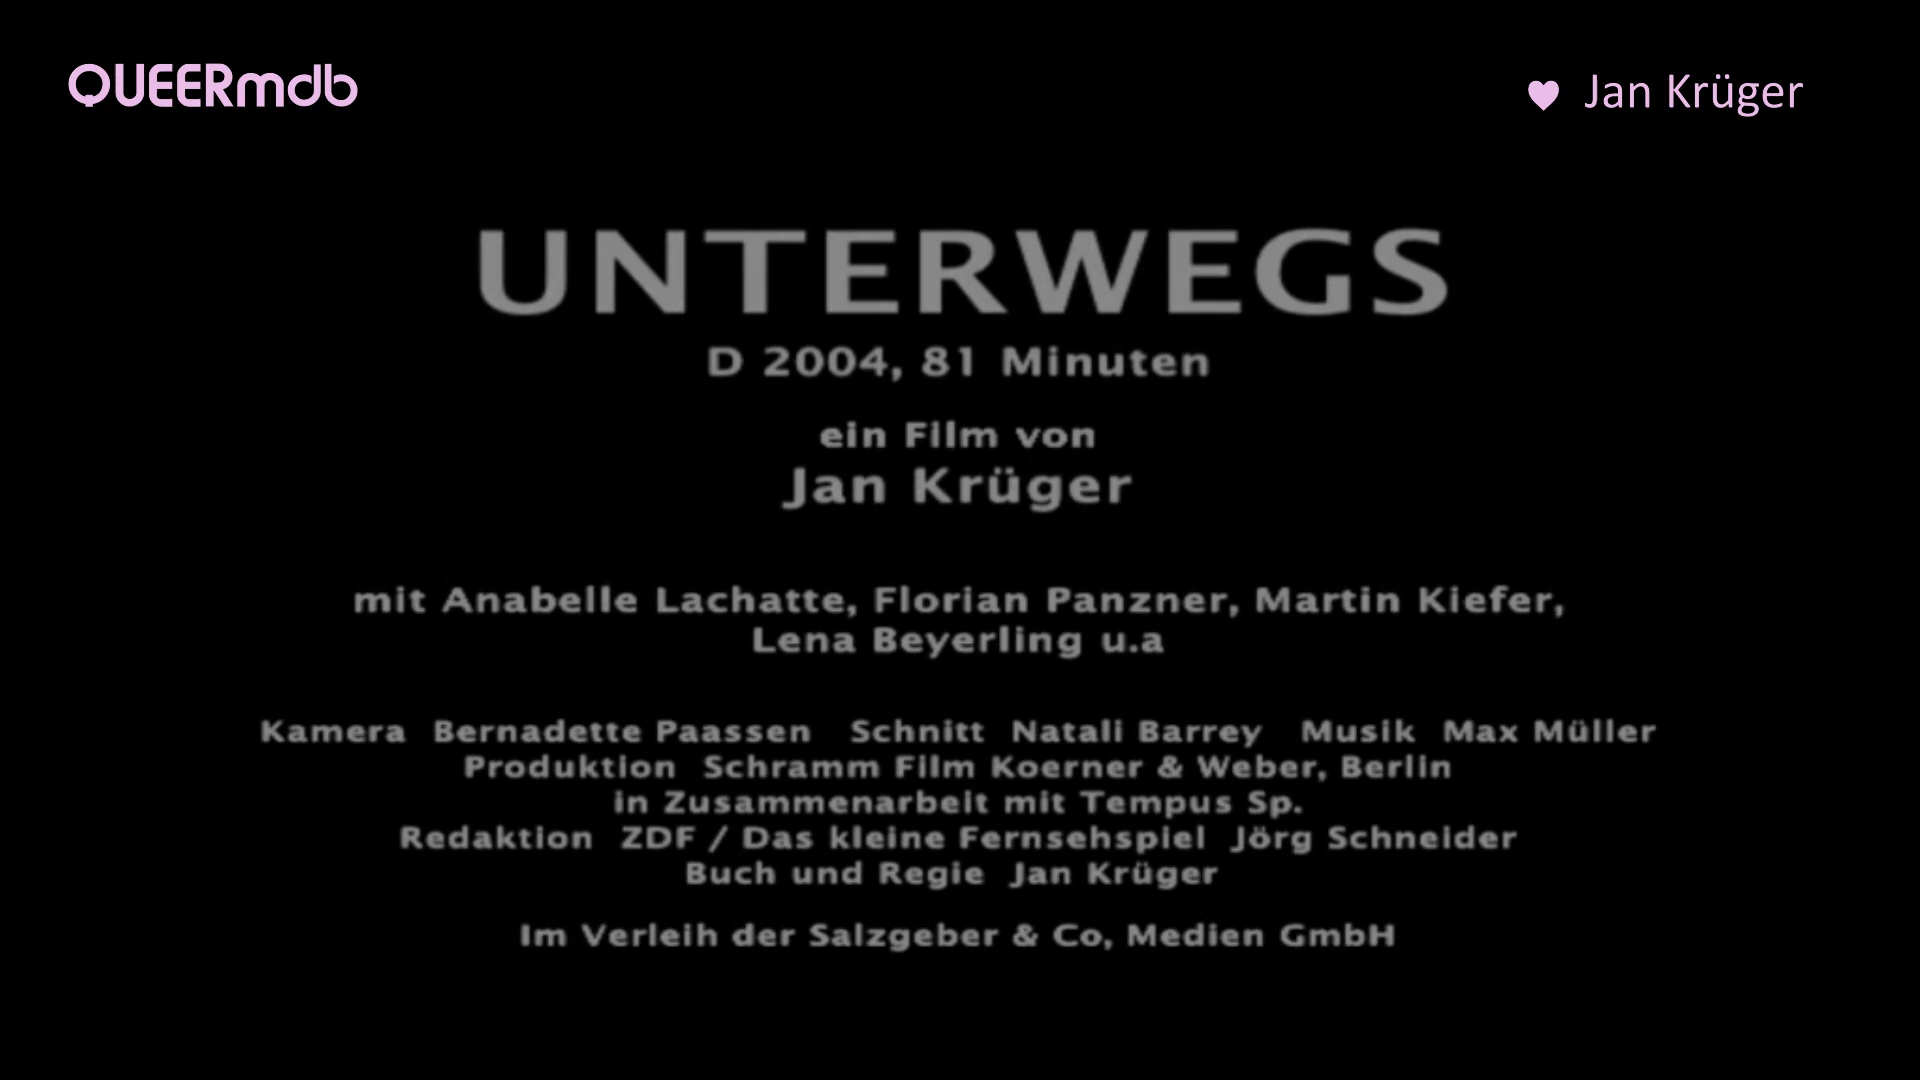 QUEERmdb
♥ Jan Krüger
UNTERWEGS
D 2004, 81 Minuten
ein Film von
Jan Krüger
mit Anabelle Lachatte, Florian Panzner, Martin Kiefer,
Lena Beyerling u.a
Kamera Bernadette Paassen Schnitt Natali Barrey Musik Max Müller
Produktion Schramm Film Koerner & Weber, Berlin
in Zusammenarbeit mit Tempus Sp.
Redaktion ZDF / Das kleine Fernsehspiel Jörg Schneider
Buch und Regie Jan Krüger
Im Verleih der Salzgeber & Co, Medien GmbH